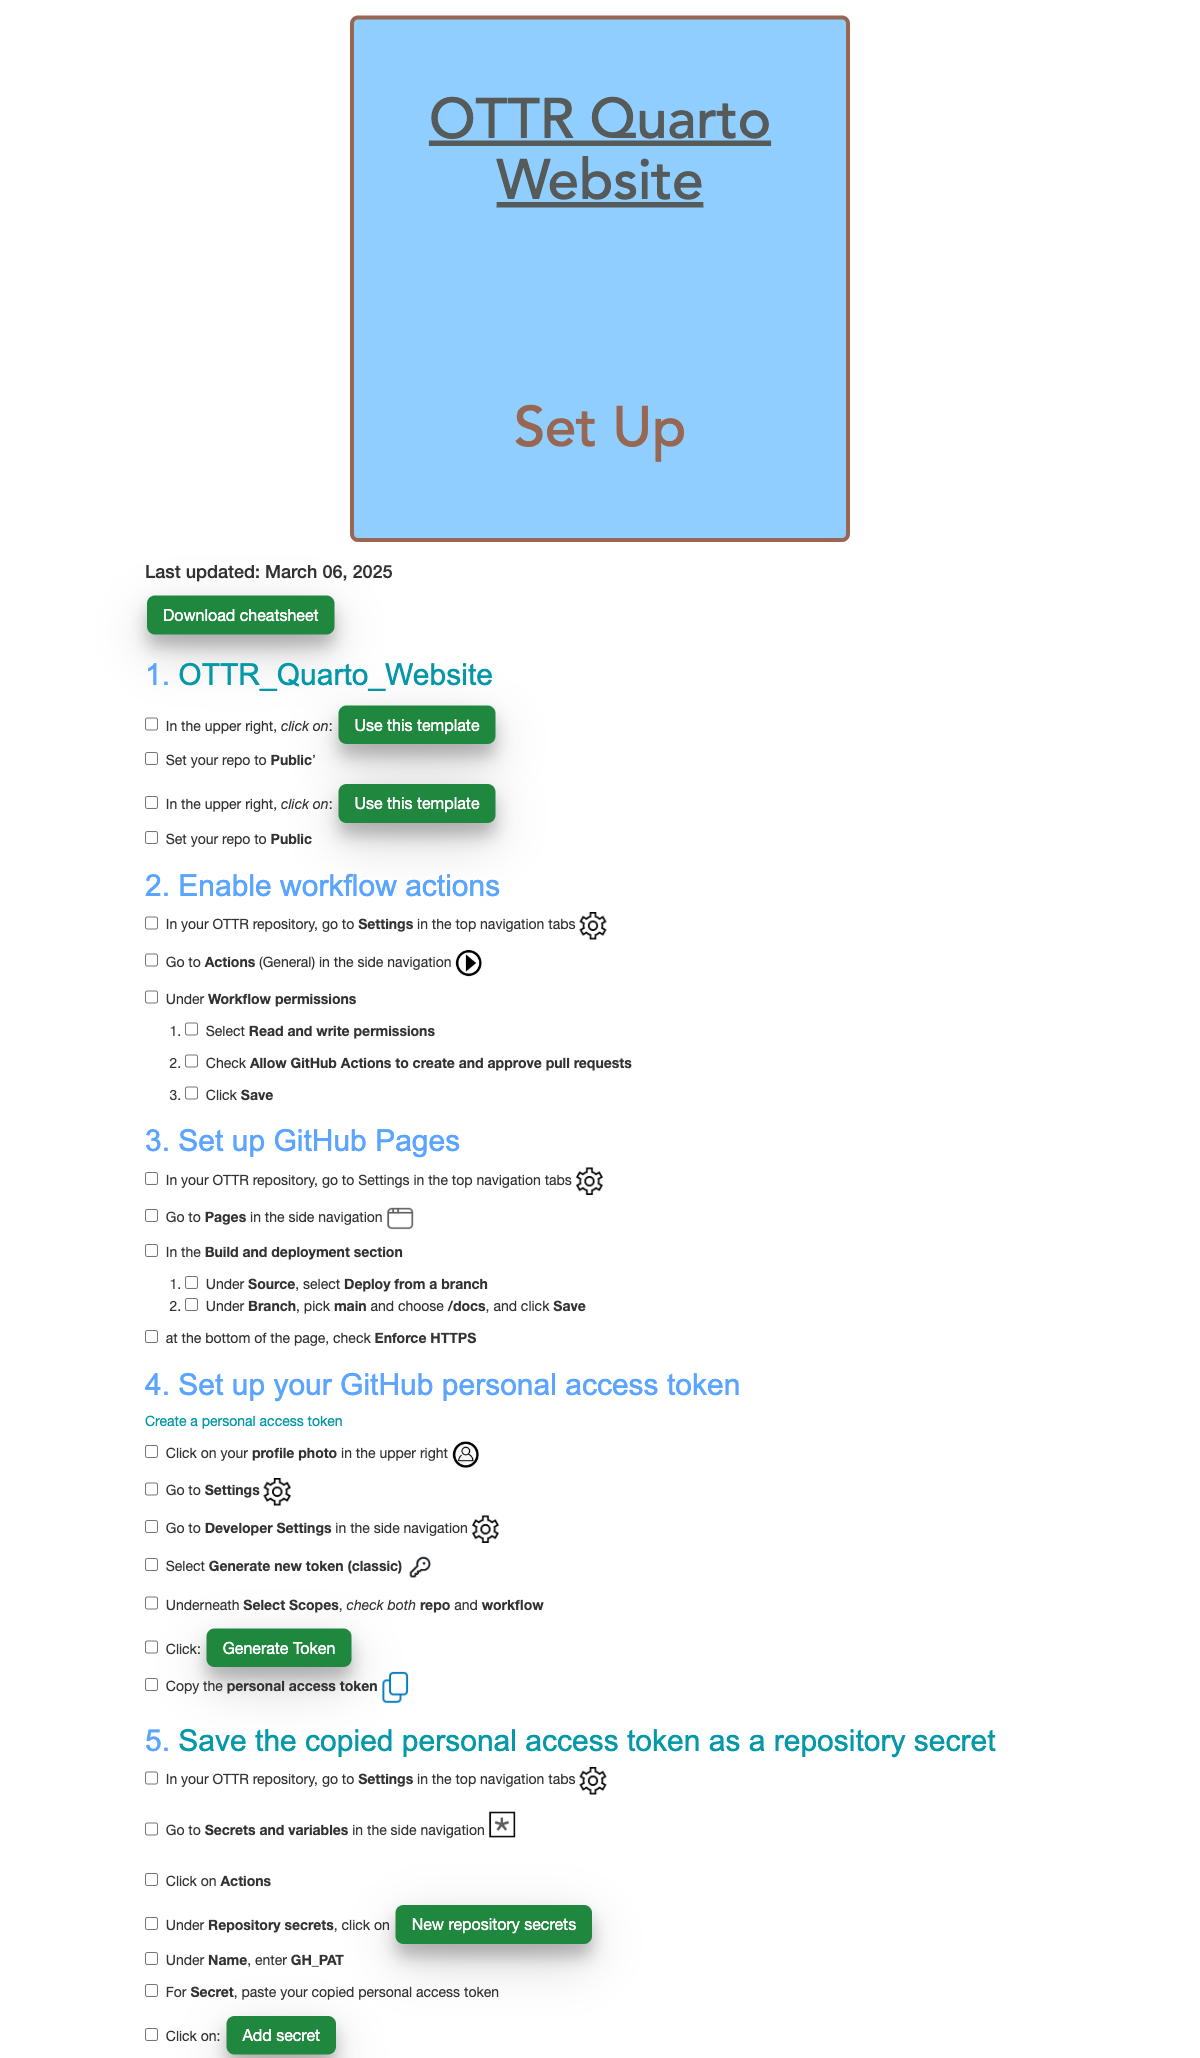 OTTR Quarto
Website
Set Up
Last updated: March 06, 2025
Download cheatsheet
1. OTTR_Quarto_Website
In the upper right, click on: Use this template
Set your repo to Public'
In the upper right, click on: Use this template
Set your repo to Public
2. Enable workflow actions
In your OTTR repository, go to Settings in the top navigation tabs
Go to Actions (General) in the side navigation
Under Workflow permissions
1. Select Read and write permissions
2. Check Allow GitHub Actions to create and approve pull requests
3. Click Save
3. Set up GitHub Pages
In your OTTR repository, go to Settings in the top navigation tabs
Go to Pages in the side navigation
In the Build and deployment section
1. Under Source, select Deploy from a branch
2. Under Branch, pick main and choose /docs, and click Save
at the bottom of the page, check Enforce HTTPS
4. Set up your GitHub personal access token
Create a personal access token
Click on your profile photo in the upper right
Go to Settings
Go to Developer Settings in the side navigation
Select Generate new token (classic)
Underneath Select Scopes, check both repo and workflow
Click: Generate Token
Copy the personal access token
5. Save the copied personal access token as a repository secret
In your OTTR repository, go to Settings in the top navigation tabs
Go to Secrets and variables in the side navigation
Click on Actions
Under Repository secrets, click on New repository secrets
Under Name, enter GH_PAT
For Secret, paste your copied personal access token
Click on: Add secret